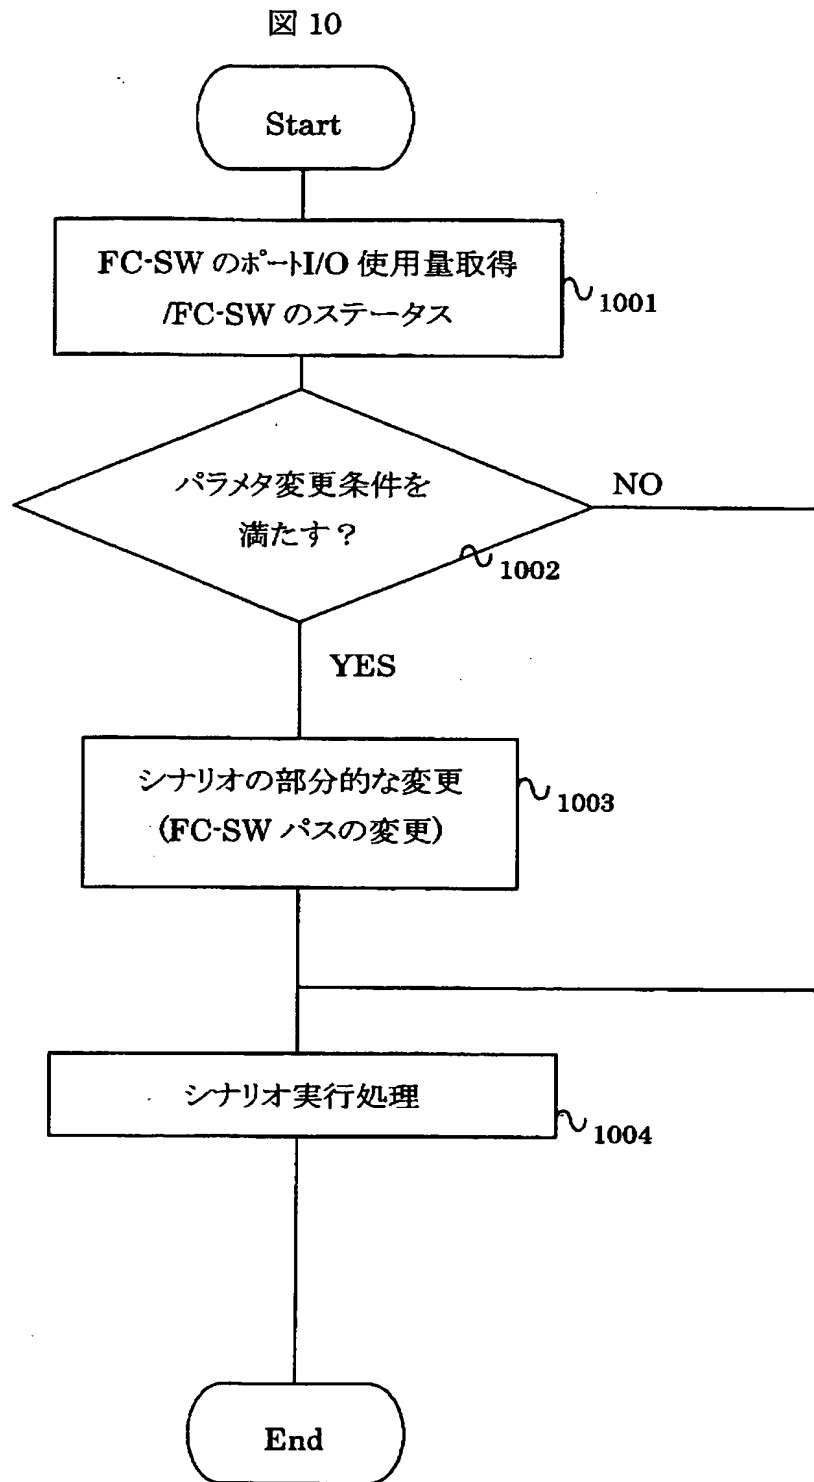 図 10
Start
FC-SW のポートI/O 使用量取得
/FC-SW のステータス
1001
パラメタ変更条件を
満たす？
NO
1002
YES
シナリオの部分的な変更
(FC-SW パスの変更)
1003
シナリオ実行処理
1004
End